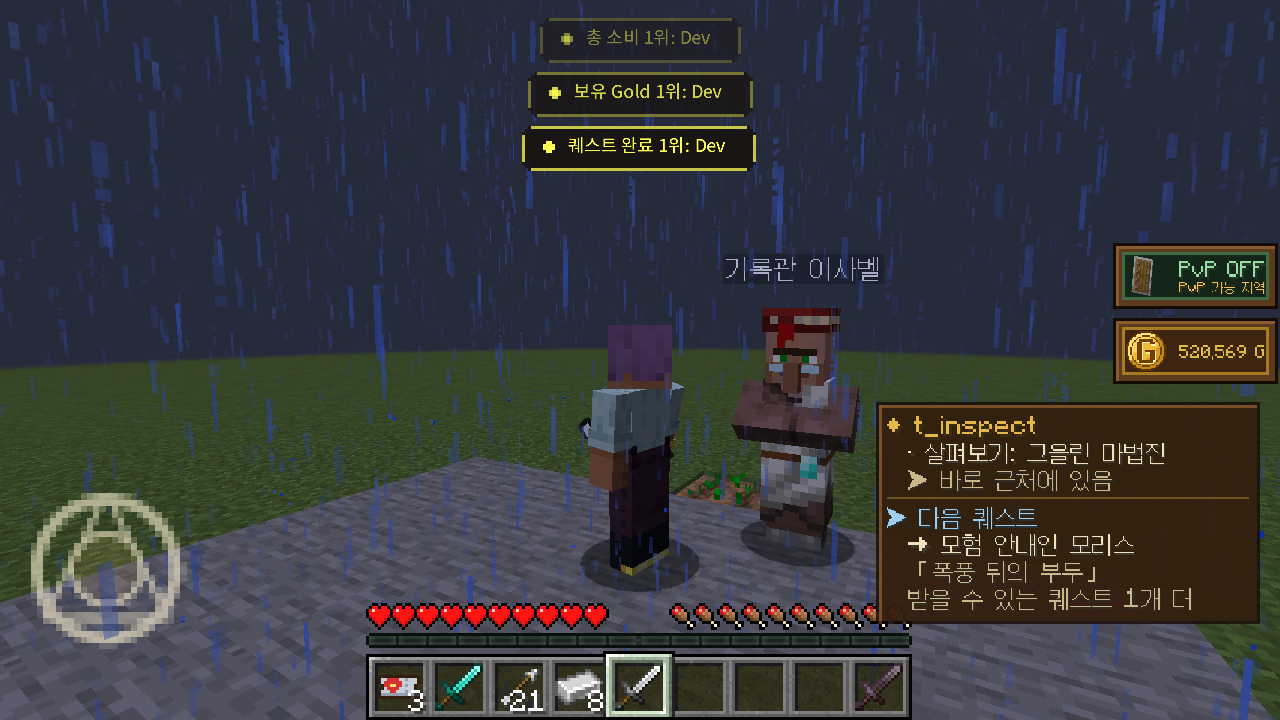 총 소비 1위: Dev
보유 Gold 1위: Dev
퀘스트 완료 1위: Dev
기록관 이사벨
PvP OFF
PvP 가능 지역
520,569 G
t_inspect
· 살펴보기: 그을린 마법진
➤ 바로 근처에 있음
➤ 다음 퀘스트
→ 모험 안내인 모리스
「폭풍 뒤의 부두」
받을 수 있는 퀘스트 1개 더
3
21
8